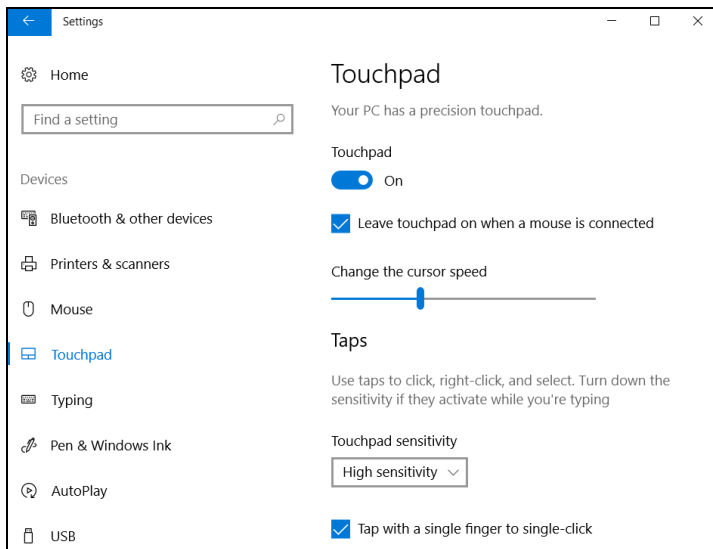 Settings
Home
Find a setting
Devices
Bluetooth & other devices
Printers & scanners
Mouse
Touchpad
Typing
Pen & Windows Ink
AutoPlay
USB
Touchpad
Your PC has a precision touchpad.
Touchpad
On
Leave touchpad on when a mouse is connected
Change the cursor speed
Taps
Use taps to click, right-click, and select. Turn down the
sensitivity if they activate while you're typing
Touchpad sensitivity
High sensitivity
Tap with a single finger to single-click